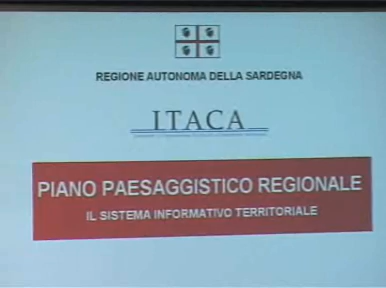 REGIONE AUTONOMA DELLA SARDEGNA
ITACA
PIANO PAESAGGISTICO REGIONALE
IL SISTEMA INFORMATIVO TERRITORIALE